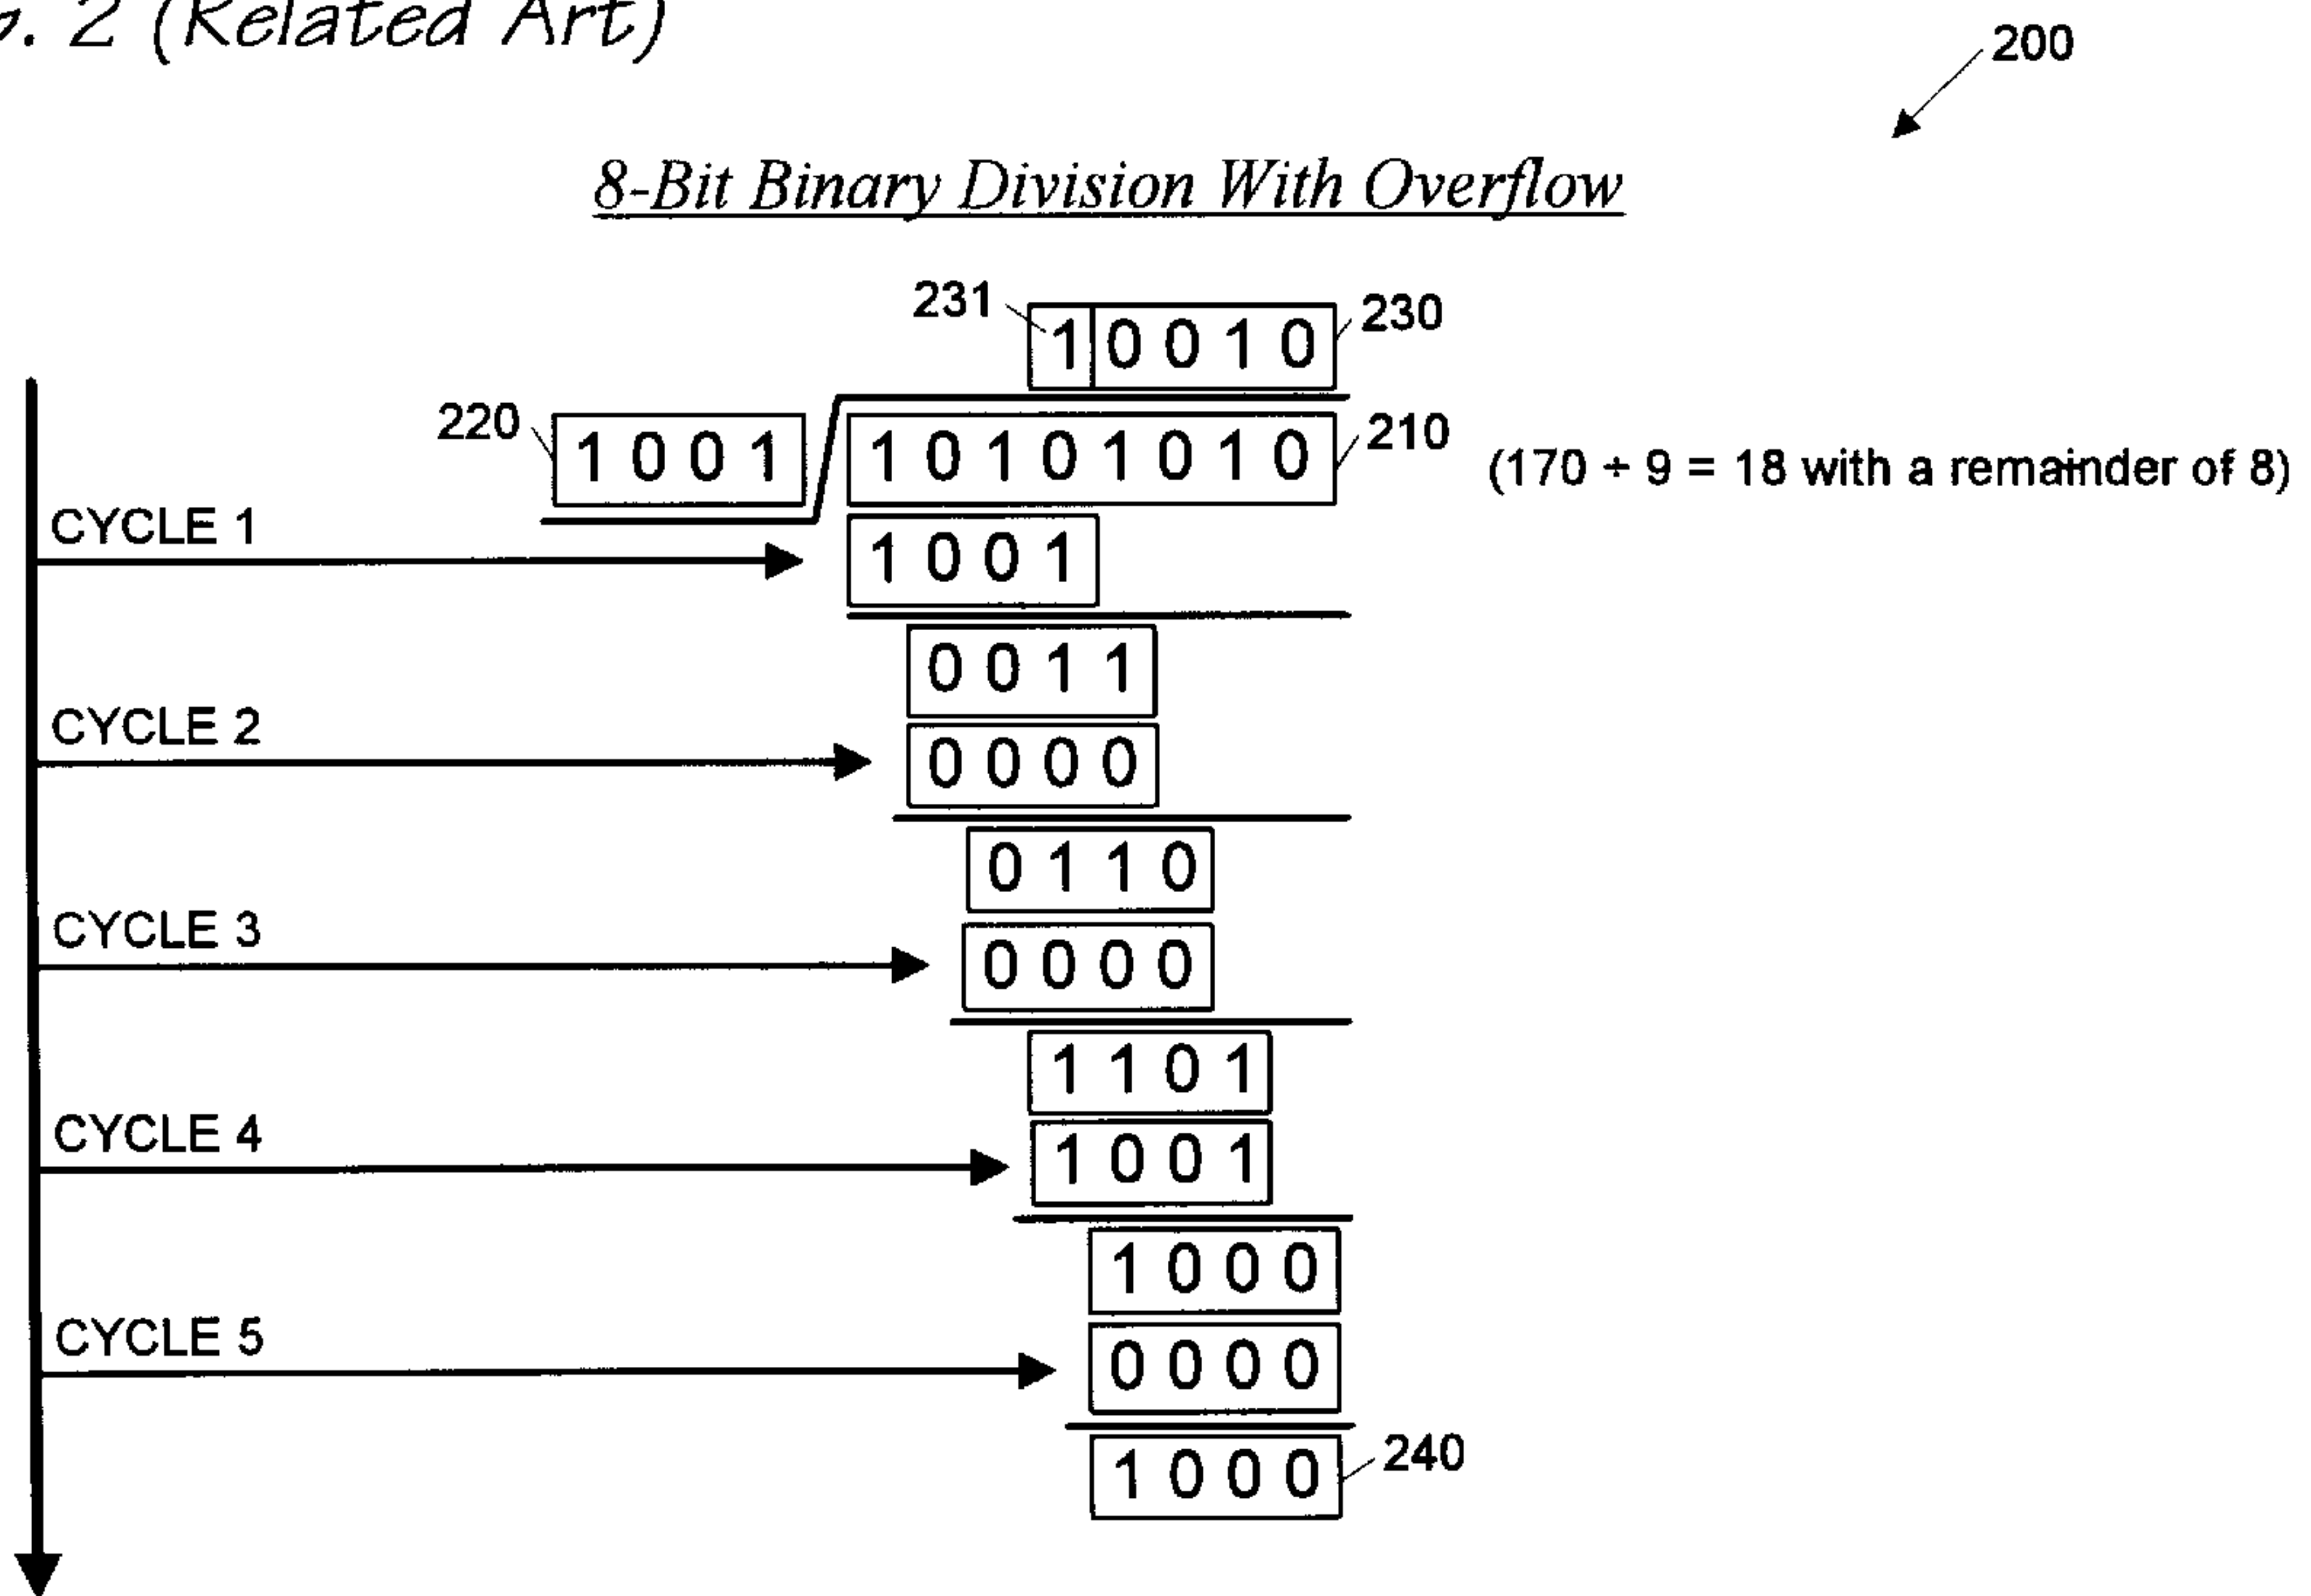 2 (Related Art)
200
8-Bit Binary Division With Overflow
231 1 0 0 1 0 230
220 1 0 0 1 1 0 1 0 1 0 1 0 210 (170 ÷ 9 = 18 with a remainder of 8)
CYCLE 1
1 0 0 1
0 0 1 1
CYCLE 2
0 0 0 0
0 1 1 0
CYCLE 3
0 0 0 0
1 1 0 1
CYCLE 4
1 0 0 1
1 0 0 0
CYCLE 5
0 0 0 0
1 0 0 0 240